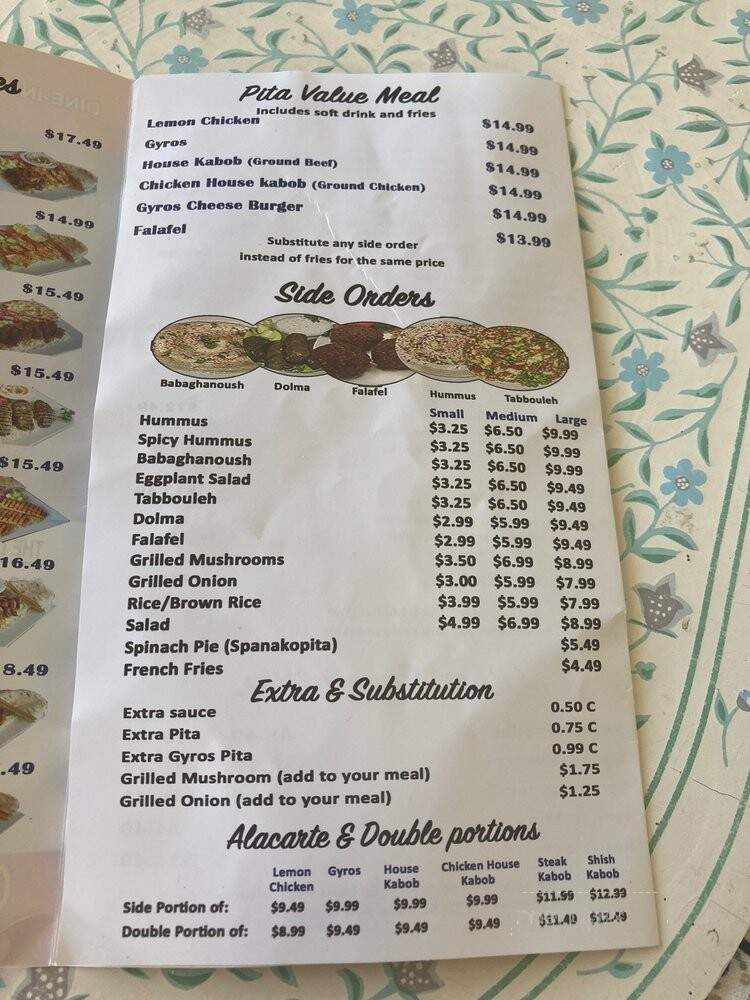 es
$17.49
$14.99
$15.49
$15.49
$15.49
16.49
8.49
.49
Pita Value Meal
Includes soft drink and fries
Lemon Chicken $14.99
Gyros $14.99
House Kabob (Ground Beef) $14.99
Chicken House kabob (Ground Chicken) $14.99
Gyros Cheese Burger $14.99
Falafel $13.99
Substitute any side order
instead of fries for the same price
Side Orders
Babaghanoush Dolma Falafel Hummus Tabbouleh
Small Medium Large
Hummus $3.25 $6.50 $9.99
Spicy Hummus $3.25 $6.50 $9.99
Babaghanoush $3.25 $6.50 $9.99
Eggplant Salad $3.25 $6.50 $9.49
Tabbouleh $3.25 $6.50 $9.49
Dolma $2.99 $5.99 $9.49
Falafel $2.99 $5.99 $9.49
Grilled Mushrooms $3.50 $6.99 $8.99
Grilled Onion $3.00 $5.99 $7.99
Rice/Brown Rice $3.99 $5.99 $7.99
Salad $4.99 $6.99 $8.99
Spinach Pie (Spanakopita) $5.49
French Fries $4.49
Extra & Substitution
Extra sauce 0.50 C
Extra Pita 0.75 C
Extra Gyros Pita 0.99 C
Grilled Mushroom (add to your meal) $1.75
Grilled Onion (add to your meal) $1.25
Alacarte & Double portions
Lemon Chicken Gyros House Kabob Chicken House Kabob Steak Kabob Shish Kabob
Side Portion of: $9.49 $9.99 $9.99 $9.99 $11.99 $12.99
Double Portion of: $8.99 $9.49 $9.49 $9.49 $11.49 $12.49